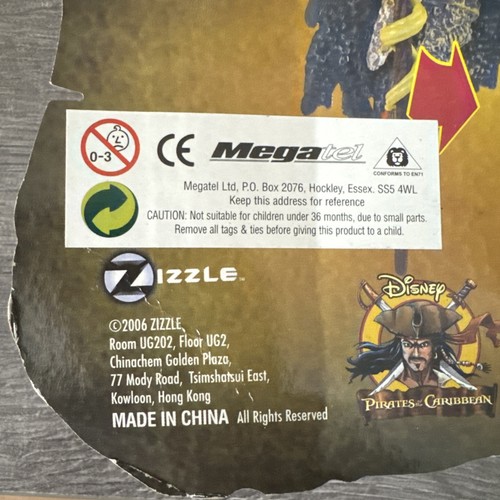 0-3
CE
Megatel
CONFORMS TO EN71
Megatel Ltd, P.O. Box 2076, Hockley, Essex. SS5 4WL
Keep this address for reference
CAUTION: Not suitable for children under 36 months, due to small parts.
Remove all tags & ties before giving this product to a child.
ZIZZLE™
©2006 ZIZZLE
Room UG202, Floor UG2,
Chinachem Golden Plaza,
77 Mody Road, Tsimshatsui East,
Kowloon, Hong Kong
MADE IN CHINA All Rights Reserved
Disney
PIRATES of the CARIBBEAN